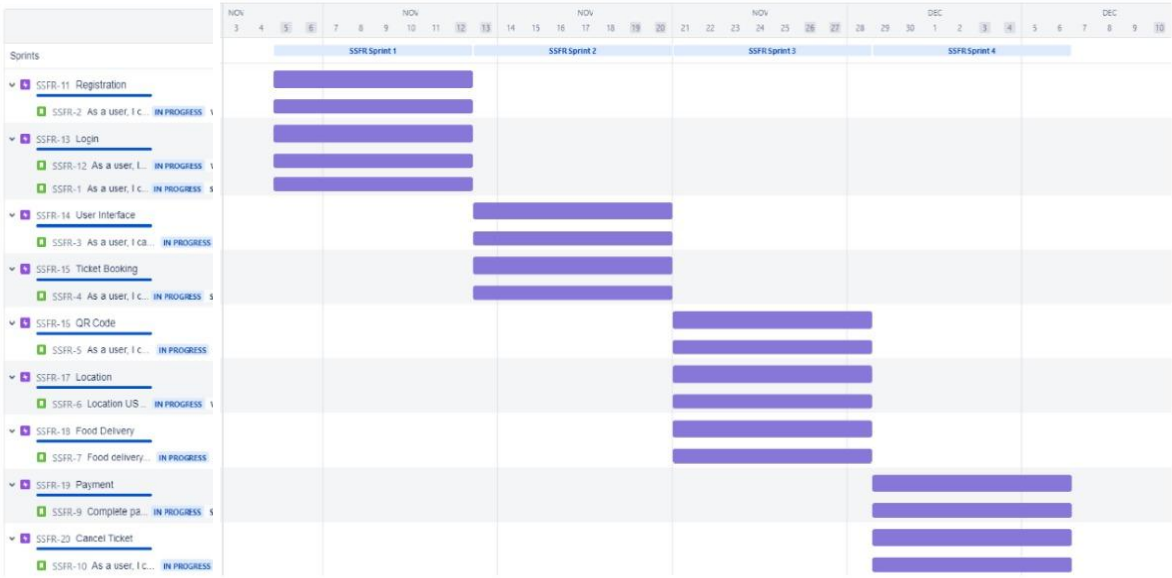 NOV NOV NOV NOV DEC DEC
3 4 5 6 7 8 9 10 11 12 13 14 15 16 17 18 19 20 21 22 23 24 25 26 27 28 29 30 1 2 3 4 5 6 7 8 9 10
Sprints SSFR Sprint 1 SSFR Sprint 2 SSFR Sprint 3 SSFR Sprint 4
SSFR-11 Registration
SSFR-2 As a user, I c... IN PROGRESS
SSFR-13 Login
SSFR-12 As a user, I... IN PROGRESS
SSFR-1 As a user, I c... IN PROGRESS
SSFR-14 User Interface
SSFR-3 As a user, I ca... IN PROGRESS
SSFR-15 Ticket Booking
SSFR-4 As a user, I c... IN PROGRESS
SSFR-16 QR Code
SSFR-5 As a user, I c... IN PROGRESS
SSFR-17 Location
SSFR-6 Location US... IN PROGRESS
SSFR-18 Food Delivery
SSFR-7 Food delivery... IN PROGRESS
SSFR-19 Payment
SSFR-9 Complete pa... IN PROGRESS
SSFR-20 Cancel Ticket
SSFR-10 As a user, I c... IN PROGRESS